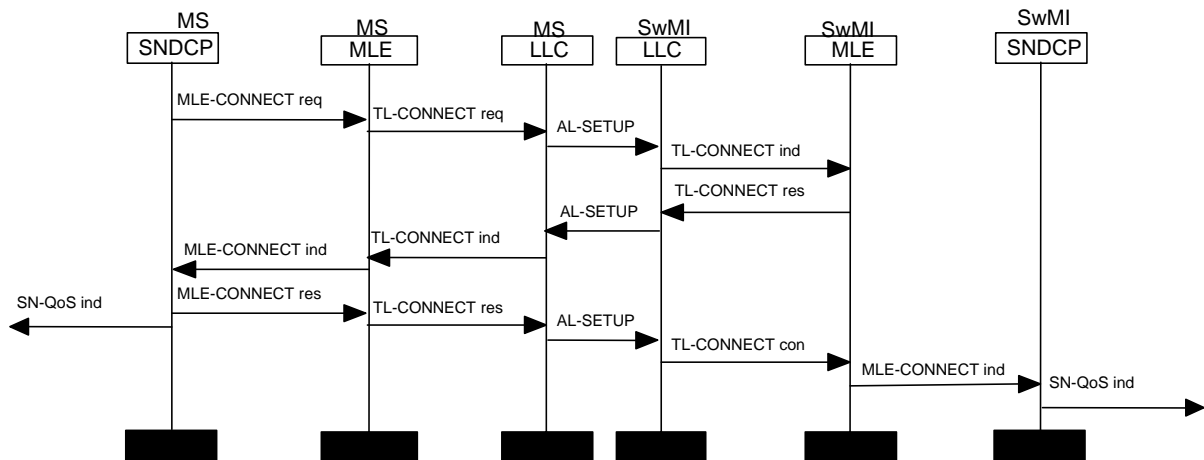 MS
MS
MS
SwMI
SwMI
SwMI
SNDCP
MLE
LLC
LLC
MLE
SNDCP
MLE-CONNECT req
TL-CONNECT req
AL-SETUP
TL-CONNECT ind
TL-CONNECT res
AL-SETUP
TL-CONNECT ind
MLE-CONNECT ind
SN-QoS ind
MLE-CONNECT res
TL-CONNECT res
AL-SETUP
TL-CONNECT con
MLE-CONNECT ind
SN-QoS ind